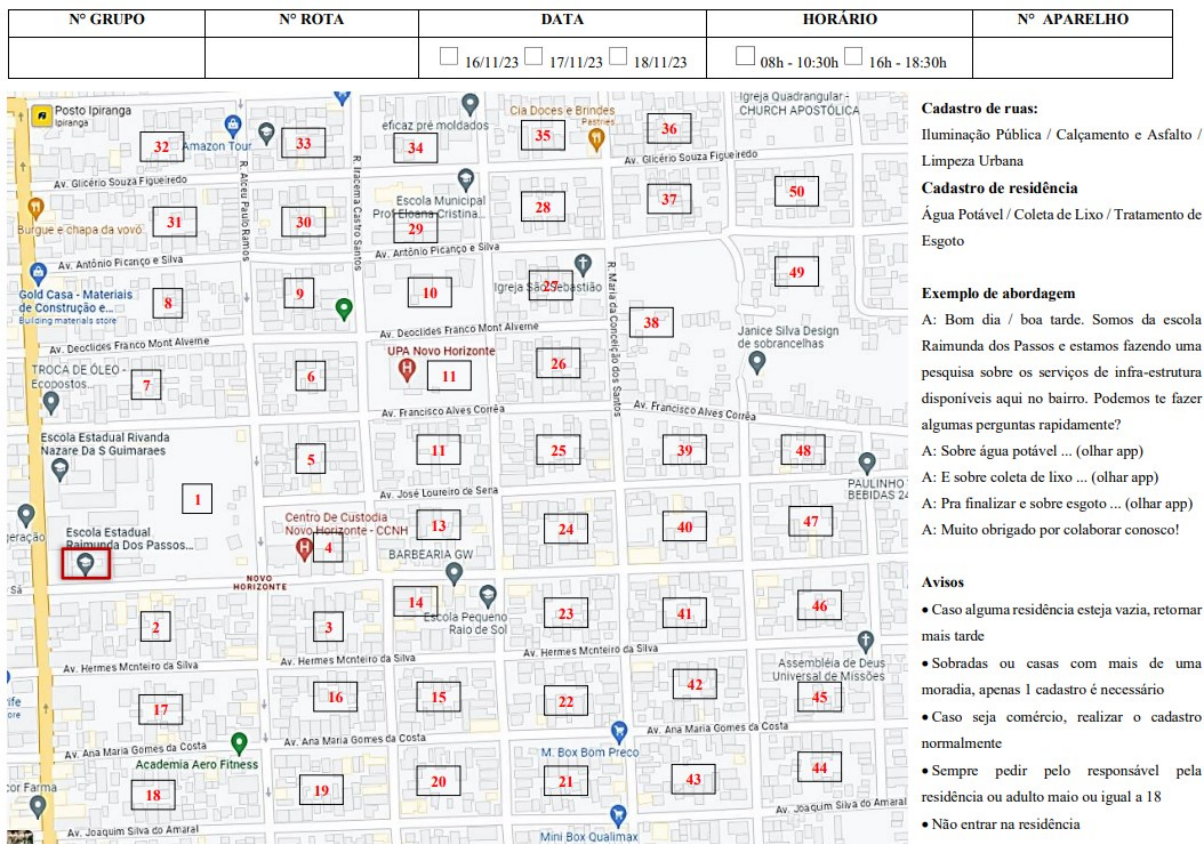 N° GRUPO N° ROTA DATA HORÁRIO N° APARELHO
16/11/23 17/11/23 18/11/23 08h - 10:30h 16h - 18:30h
Posto Ipiranga
Ipiranga
32
Amazon Tour
33
eficaz pré moldados
34
Cia Doces e Brindes
Pastries
35
36
Igreja Quadrangular -
CHURCH APOSTÓLICA
Av. Glicério Souza Figueiredo
Av. Glicério Souza Figueiredo
R. Alceu Paulo Ramos
R. Iracema Castro Santos
Burgue e chapa da vovó
31
30
Escola Municipal
Prof Eloana Cristina...
29
28
37
50
Av. Antônio Picanço e Silva
Av. Antônio Picanço e Silva
Gold Casa - Materiais
de Construção e...
Building materials store
8
9
10
Igreja São Sebastião
27
R. Maria da Conceição dos Santos
49
38
Av. Deoclides Franco Mont Alverne
Av. Deoclides Franco Mont Alverne
Janice Silva Design
de sobrancelhas
TROCA DE ÓLEO -
Ecopostos...
7
6
UPA Novo Horizonte
11
26
Av. Francisco Alves Corrêa
Av. Francisco Alves Corrêa
Escola Estadual Rivanda
Nazare Da S Guimaraes
5
11
25
39
48
PAULINHO
BEBIDAS 24
1
Av. José Loureiro de Sena
Centro De Custodia
Novo Horizonte - CCNH
4
13
24
40
47
eração
Escola Estadual
Raimunda Dos Passos...
BARBEARIA GW
Sá
NOVO
HORIZONTE
2
3
14
Escola Pequeno
Raio de Sol
23
41
46
Av. Hermes Mcnteiro da Silva
Av. Hermes Mcnteiro da Silva
Av. Hermes Mcnteiro da Silva
Assembléia de Deus
Universal de Missões
17
16
15
22
42
45
rife
ore
Av. Ana Maria Gomes da Costa
Av. Ana Maria Gomes da Costa
Av. Ana Maria Gomes da Costa
Academia Aero Fitness
M. Box Bom Preco
18
19
20
21
43
44
cor Farma
Av. Joaquim Silva do Amaral
Av. Joaquim Silva do Amaral
Mini Box Qualimax
Cadastro de ruas:
Iluminação Pública / Calçamento e Asfalto /
Limpeza Urbana
Cadastro de residência
Água Potável / Coleta de Lixo / Tratamento de
Esgoto
Exemplo de abordagem
A: Bom dia / boa tarde. Somos da escola
Raimunda dos Passos e estamos fazendo uma
pesquisa sobre os serviços de infra-estrutura
disponíveis aqui no bairro. Podemos te fazer
algumas perguntas rapidamente?
A: Sobre água potável ... (olhar app)
A: E sobre coleta de lixo ... (olhar app)
A: Pra finalizar e sobre esgoto ... (olhar app)
A: Muito obrigado por colaborar conosco!
Avisos
• Caso alguma residência esteja vazia, retornar
mais tarde
• Sobradas ou casas com mais de uma
moradia, apenas 1 cadastro é necessário
• Caso seja comércio, realizar o cadastro
normalmente
• Sempre pedir pelo responsável pela
residência ou adulto maio ou igual a 18
• Não entrar na residência